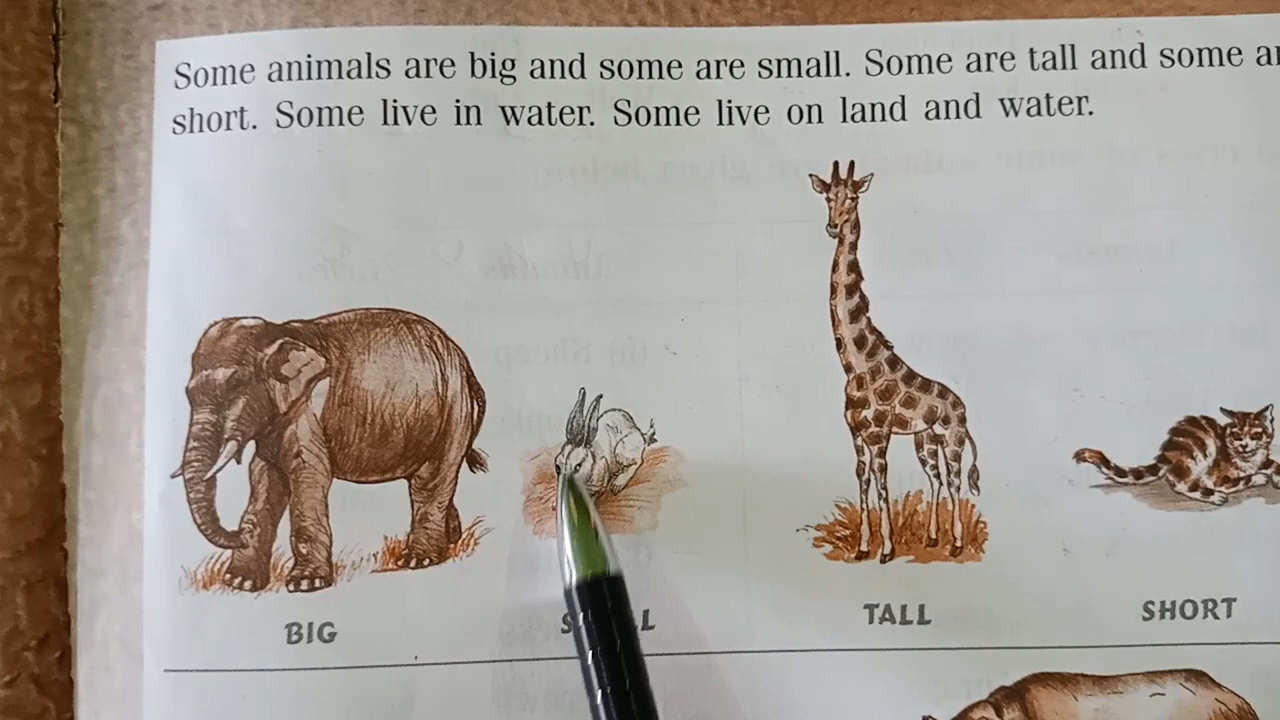 Some animals are big and some are small. Some are tall and some
short. Some live in water. Some live on land and water.
BIG
TALL
SHORT